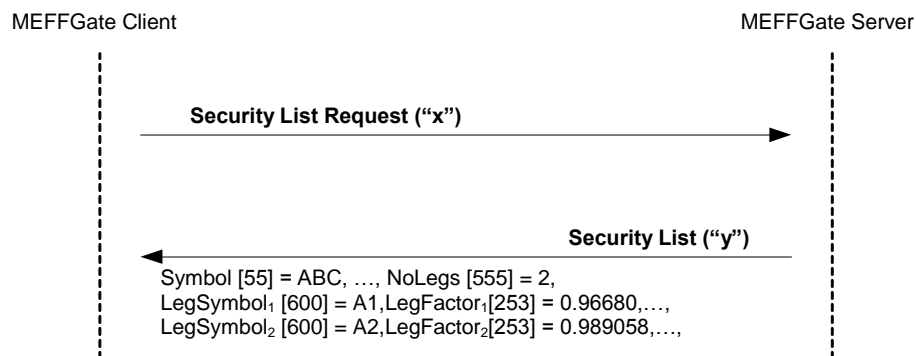 MEFFGate Client
MEFFGate Server
Security List Request (“x”)
Security List (“y”)
Symbol [55] = ABC, …, NoLegs [555] = 2,
LegSymbol₁ [600] = A1,LegFactor₁[253] = 0.96680,…,
LegSymbol₂ [600] = A2,LegFactor₂[253] = 0.989058,…,